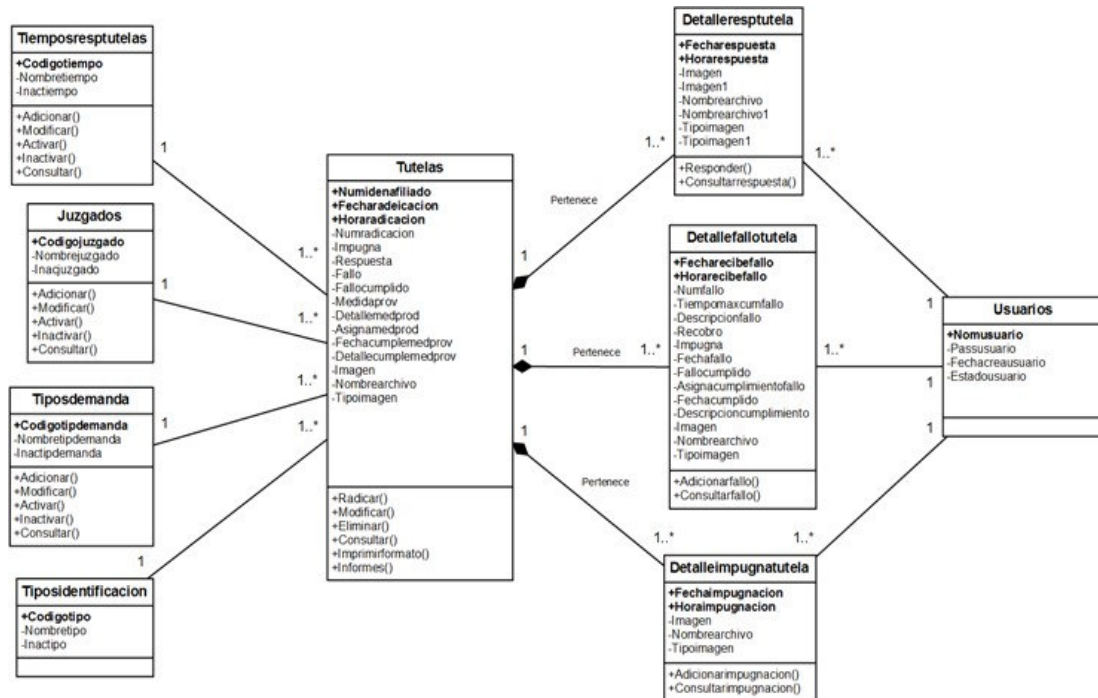 Tiemposresptutelas
+Codigotiempo
-Nombretiempo
-Inactiempo
+Adicionar()
+Modificar()
+Activar()
+Inactivar()
+Consultar()
1
1..*
Juzgados
+Codigojuzgado
-Nombrejuzgado
-Inacjuzgado
+Adicionar()
+Modificar()
+Activar()
+Inactivar()
+Consultar()
1
1..*
Tiposdemanda
+Codigotipdemanda
-Nombretipdemanda
-Inactipdemanda
+Adicionar()
+Modificar()
+Activar()
+Inactivar()
+Consultar()
1
1..*
Tiposidentificacion
+Codigotipo
-Nombretipo
-Inactipo
1
1..*
Tutelas
+Numidenafiliado
+Fecharadeicacion
+Horaradicacion
-Numradicacion
-Impugna
-Respuesta
-Fallo
-Fallocumplido
-Medidaprov
-Detallemedprod
-Asignamedprod
-Fechacumplemedprov
-Detallecumplemedprov
-Imagen
-Nombrearchivo
-Tipoimagen
+Radicar()
+Modificar()
+Eliminar()
+Consultar()
+Imprimirformato()
+Informes()
1
Pertenece
1..*
1
Pertenece
1..*
1
Pertenece
1..*
Detalleresptutela
+Fecharespuesta
+Horarespuesta
-Imagen
-Imagen1
-Nombrearchivo
-Nombrearchivo1
-Tipoimagen
-Tipoimagen1
+Responder()
+Consultarrespuesta()
1..*
1
Detallefallotutela
+Fecharecibefallo
+Horarecibefallo
-Numfallo
-Tiempomaxcumfallo
-Descripcionfallo
-Recobro
-Impugna
-Fechafallo
-Fallocumplido
-Asignacumplimientofallo
-Fechacumplido
-Descripcioncumplimiento
-Imagen
-Nombrearchivo
-Tipoimagen
+Adicionarfallo()
+Consultarfallo()
1..*
1
Detalleimpugnatutela
+Fechaimpugnacion
+Horaimpugnacion
-Imagen
-Nombrearchivo
-Tipoimagen
+Adicionarimpugnacion()
+Consultarimpugnacion()
1..*
1
Usuarios
+Nomusuario
-Passusuario
-Fechacreausuario
-Estadousuario